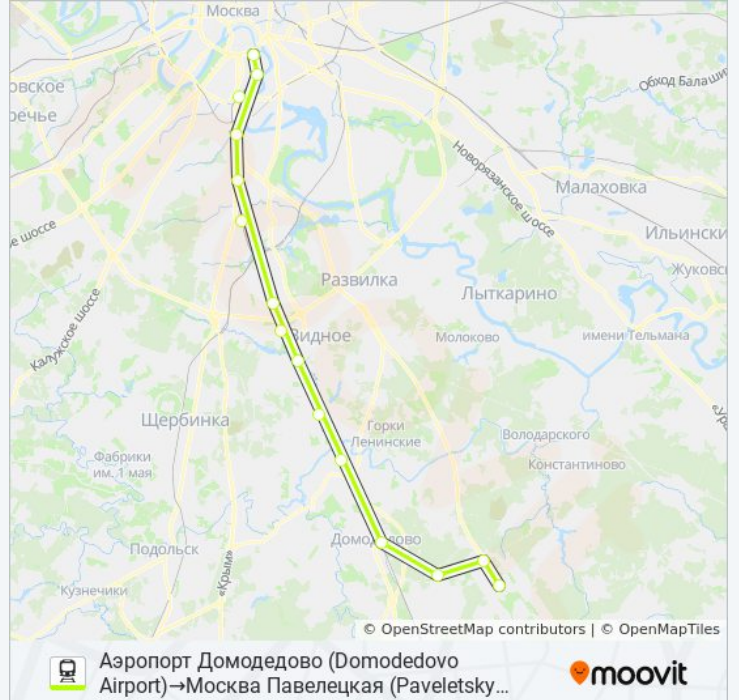 Москва
овское
речье
Обход Балаши
Новорязанское шоссе
Малаховка
е шоссе
Ильински
Развилка
Жуковс
Лыткарино
Калужское шоссе
Видное
Молоково
имени Тельмана
Щербинка
Горки
Ленинские
Володарского
«Ур
Фабрики
им. 1 мая
Константиново
Подольск
Домодедово
Кузнечики
«Крым»
© OpenStreetMap contributors | © OpenMapTiles
Аэропорт Домодедово (Domodedovo
Airport)→Москва Павелецкая (Paveletsky...
moovit